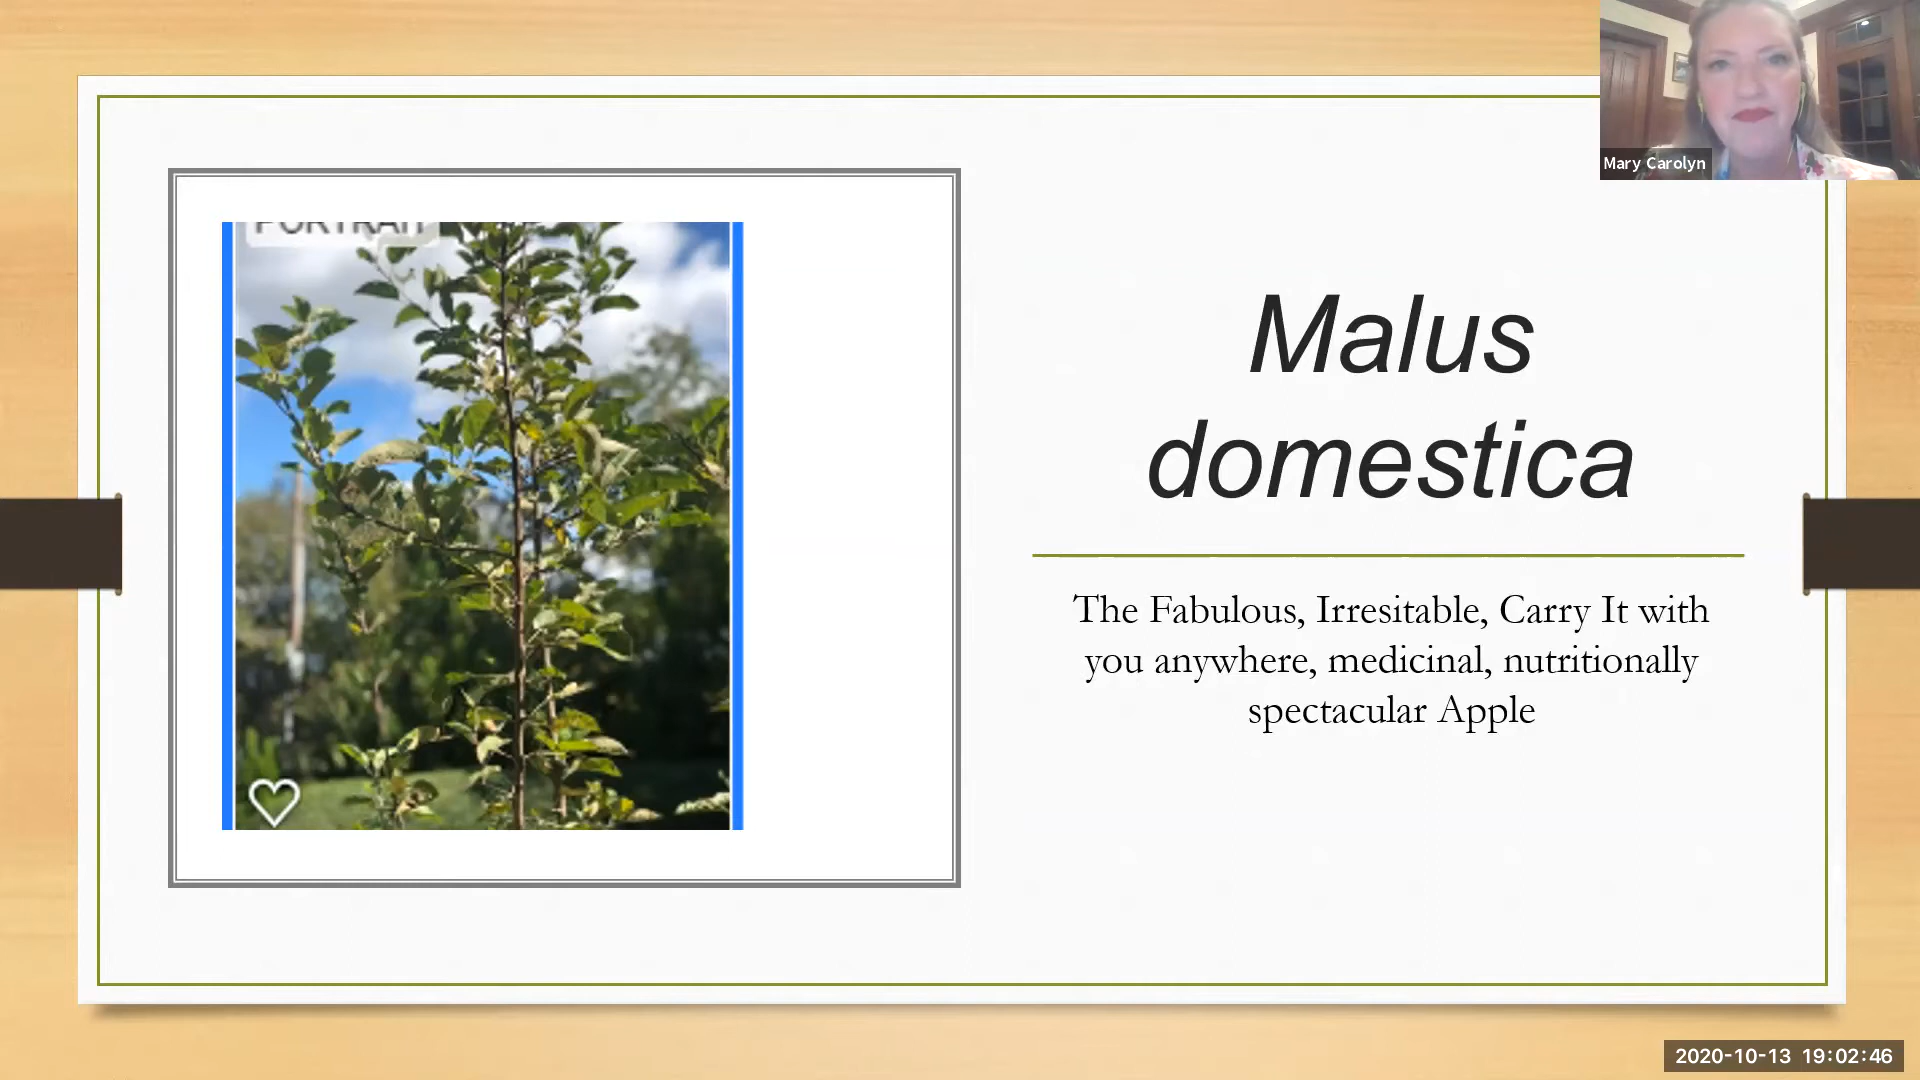 Mary Carolyn
PORTRAIT
Malus
domestica
The Fabulous, Irresitable, Carry It with
you anywhere, medicinal, nutritionally
spectacular Apple
2020-10-13 19:02:46